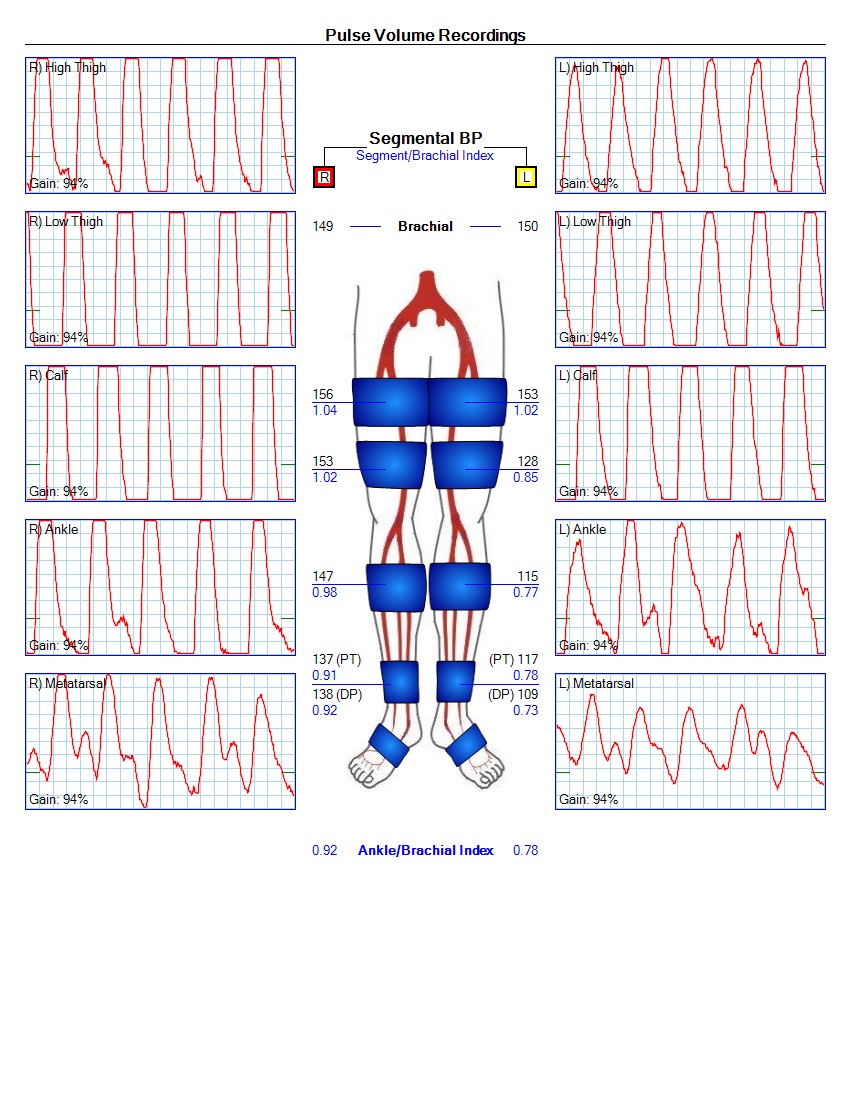 Pulse Volume Recordings
R) High Thigh
Gain: 94%
R) Low Thigh
Gain: 94%
R) Calf
Gain: 94%
R) Ankle
Gain: 94%
R) Metatarsal
Gain: 94%
Segmental BP
Segment/Brachial Index
R
L
149 Brachial 150
156 153
1.04 1.02
153 128
1.02 0.85
147 115
0.98 0.77
137 (PT) (PT) 117
0.91 0.78
138 (DP) (DP) 109
0.92 0.73
0.92 Ankle/Brachial Index 0.78
L) High Thigh
Gain: 94%
L) Low Thigh
Gain: 94%
L) Calf
Gain: 94%
L) Ankle
Gain: 94%
L) Metatarsal
Gain: 94%